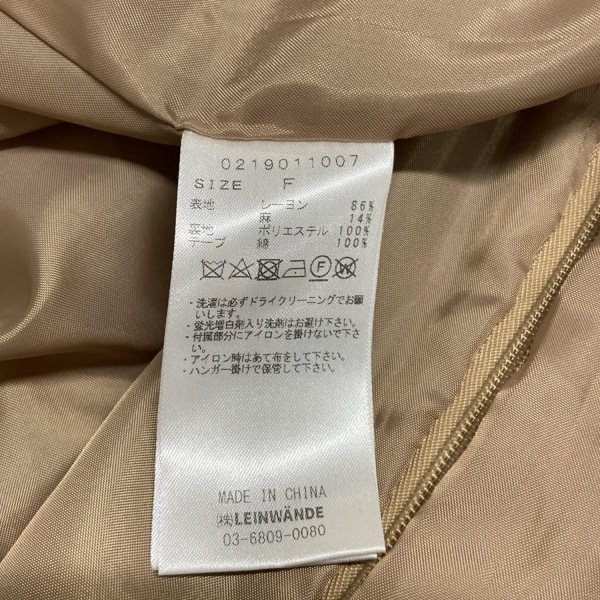 0219011007
SIZE F
表地 レーヨン 86%
麻 14%
裏地 ポリエステル 100%
テープ 綿 100%
・洗濯は必ずドライクリーニングでお願
いします。
・蛍光増白剤入り洗剤はお避け下さい。
・付属部分にアイロンを掛けないで下さ
い。
・アイロン時はあて布をして下さい。
・ハンガー掛けで保管して下さい。
MADE IN CHINA
㈱LEINWÄNDE
03-6809-0080